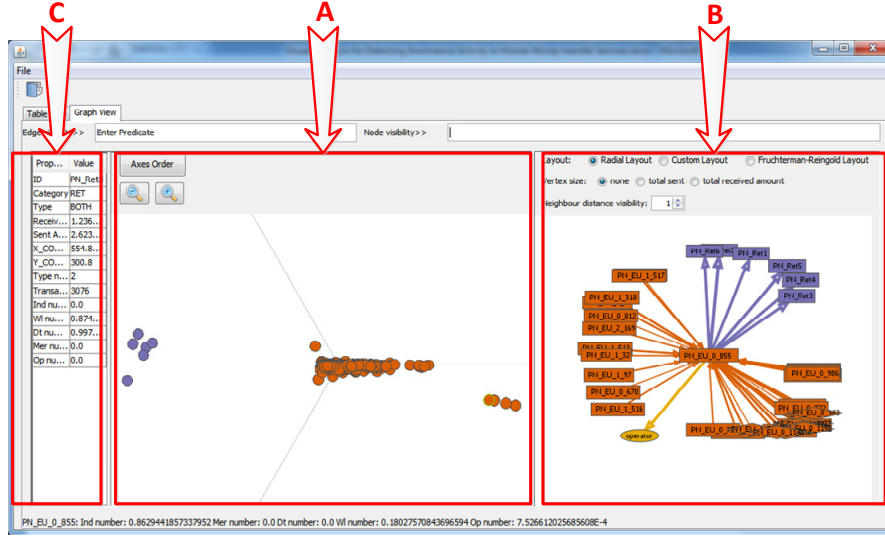 C
A
B
File
Table
Graph View
Edge
>>
Enter Predicate
Node visibility>>
Prop... Value
ID PN_Ret
Category RET
Type BOTH
Receiv... 1.236...
Sent A... 2.623...
X_CO... 554.8...
Y_CO... 300.8
Type n... 2
Transa... 3076
Ind nu... 0.0
Wl nu... 0.874...
Dt nu... 0.997...
Mer nu... 0.0
Op nu... 0.0
Axes Order
Layout: Radial Layout Custom Layout Fruchterman-Reingold Layout
Vertex size: none total sent total received amount
Neighbour distance visibility: 1
PN_Ret6
PN_Ret1
PN_Ret5
PN_Ret4
PN_Ret3
PN_EU_1_517
PN_EU_1_318
PN_EU_0_812
PN_EU_2_169
PN_EU_1_32
PN_EU_1_97
PN_EU_0_670
PN_EU_1_516
PN_EU_0_855
PN_EU_0_986
operator
PN_EU_0_855: Ind number: 0.8629441857337952 Mer number: 0.0 Dt number: 0.0 Wl number: 0.18027570843696594 Op number: 7.526612025685608E-4